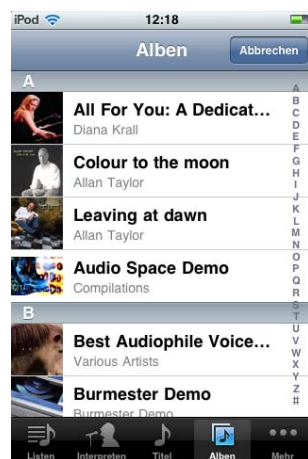 iPod 12:18
Alben Abbrechen
A
All For You: A Dedicat...
Diana Krall
Colour to the moon
Allan Taylor
Leaving at dawn
Allan Taylor
Audio Space Demo
Compilations
B
Best Audiophile Voice...
Various Artists
Burmester Demo
Burmester Demo
A
B
C
D
E
F
G
H
I
J
K
L
M
N
O
P
Q
R
S
T
U
V
W
X
Y
Z
#
Listen Interpreten Titel Alben Mehr